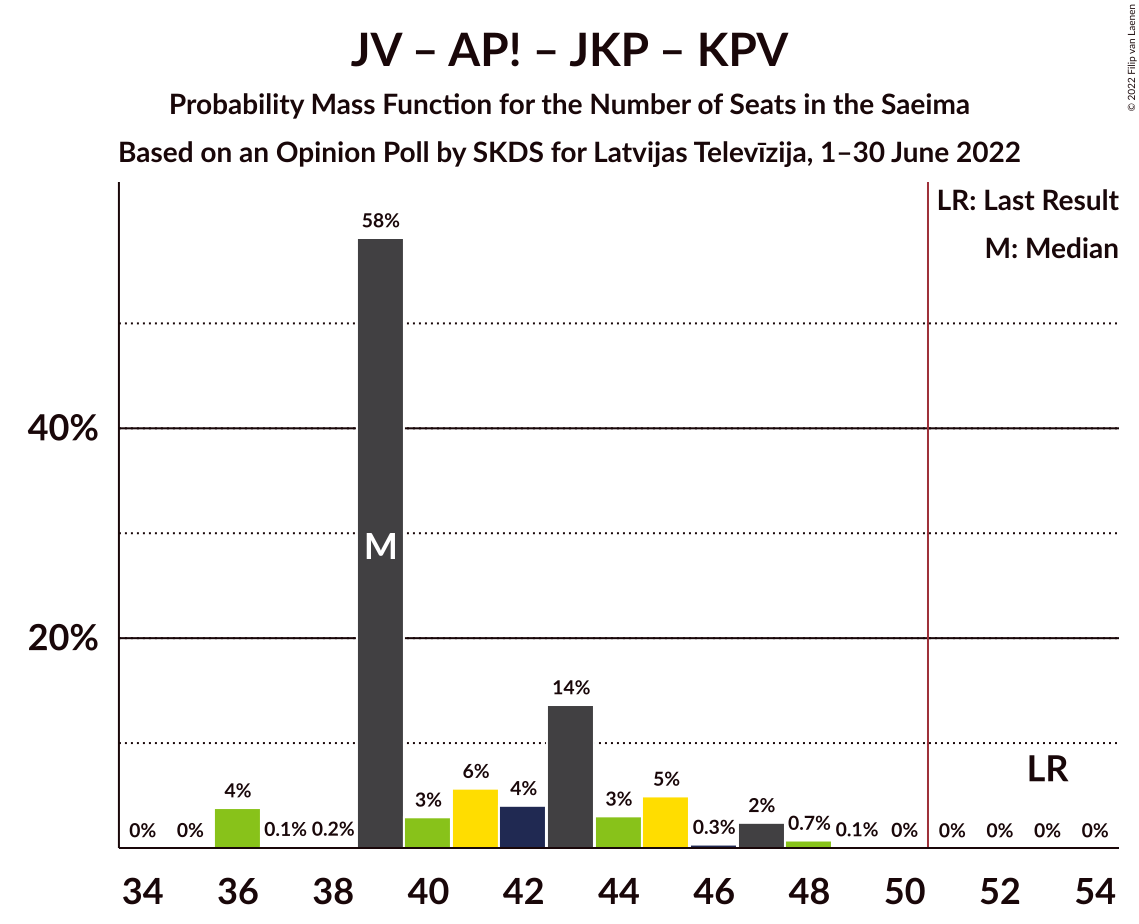 JV – AP! – JKP – KPV
Probability Mass Function for the Number of Seats in the Saeima
Based on an Opinion Poll by SKDS for Latvijas Televīzija, 1–30 June 2022
© 2022 Filip van Laenen
LR: Last Result
M: Median
40%
20%
0% 0% 4% 0.1% 0.2% 58% 3% 6% 4% 14% 3% 5% 0.3% 2% 0.7% 0.1% 0% 0% 0% 0% 0%
M
LR
34 36 38 40 42 44 46 48 50 52 54